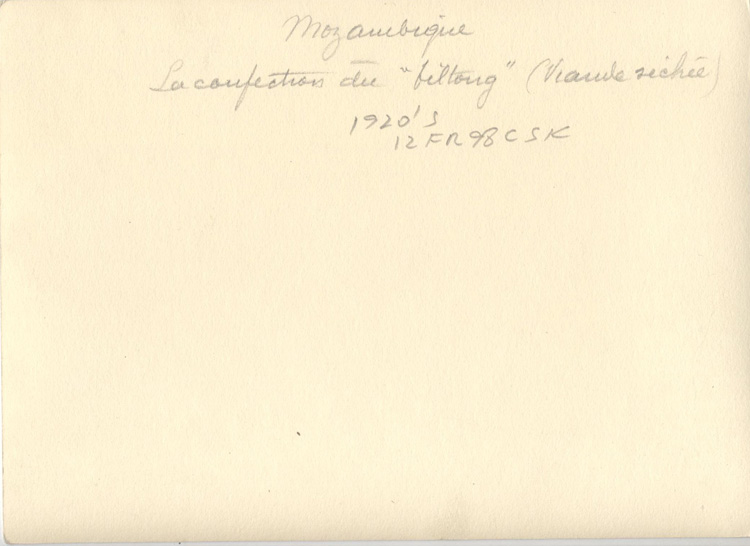 Mozambique
La confection du "biltong" (Viande séchée)
1920's
12FR98CSK